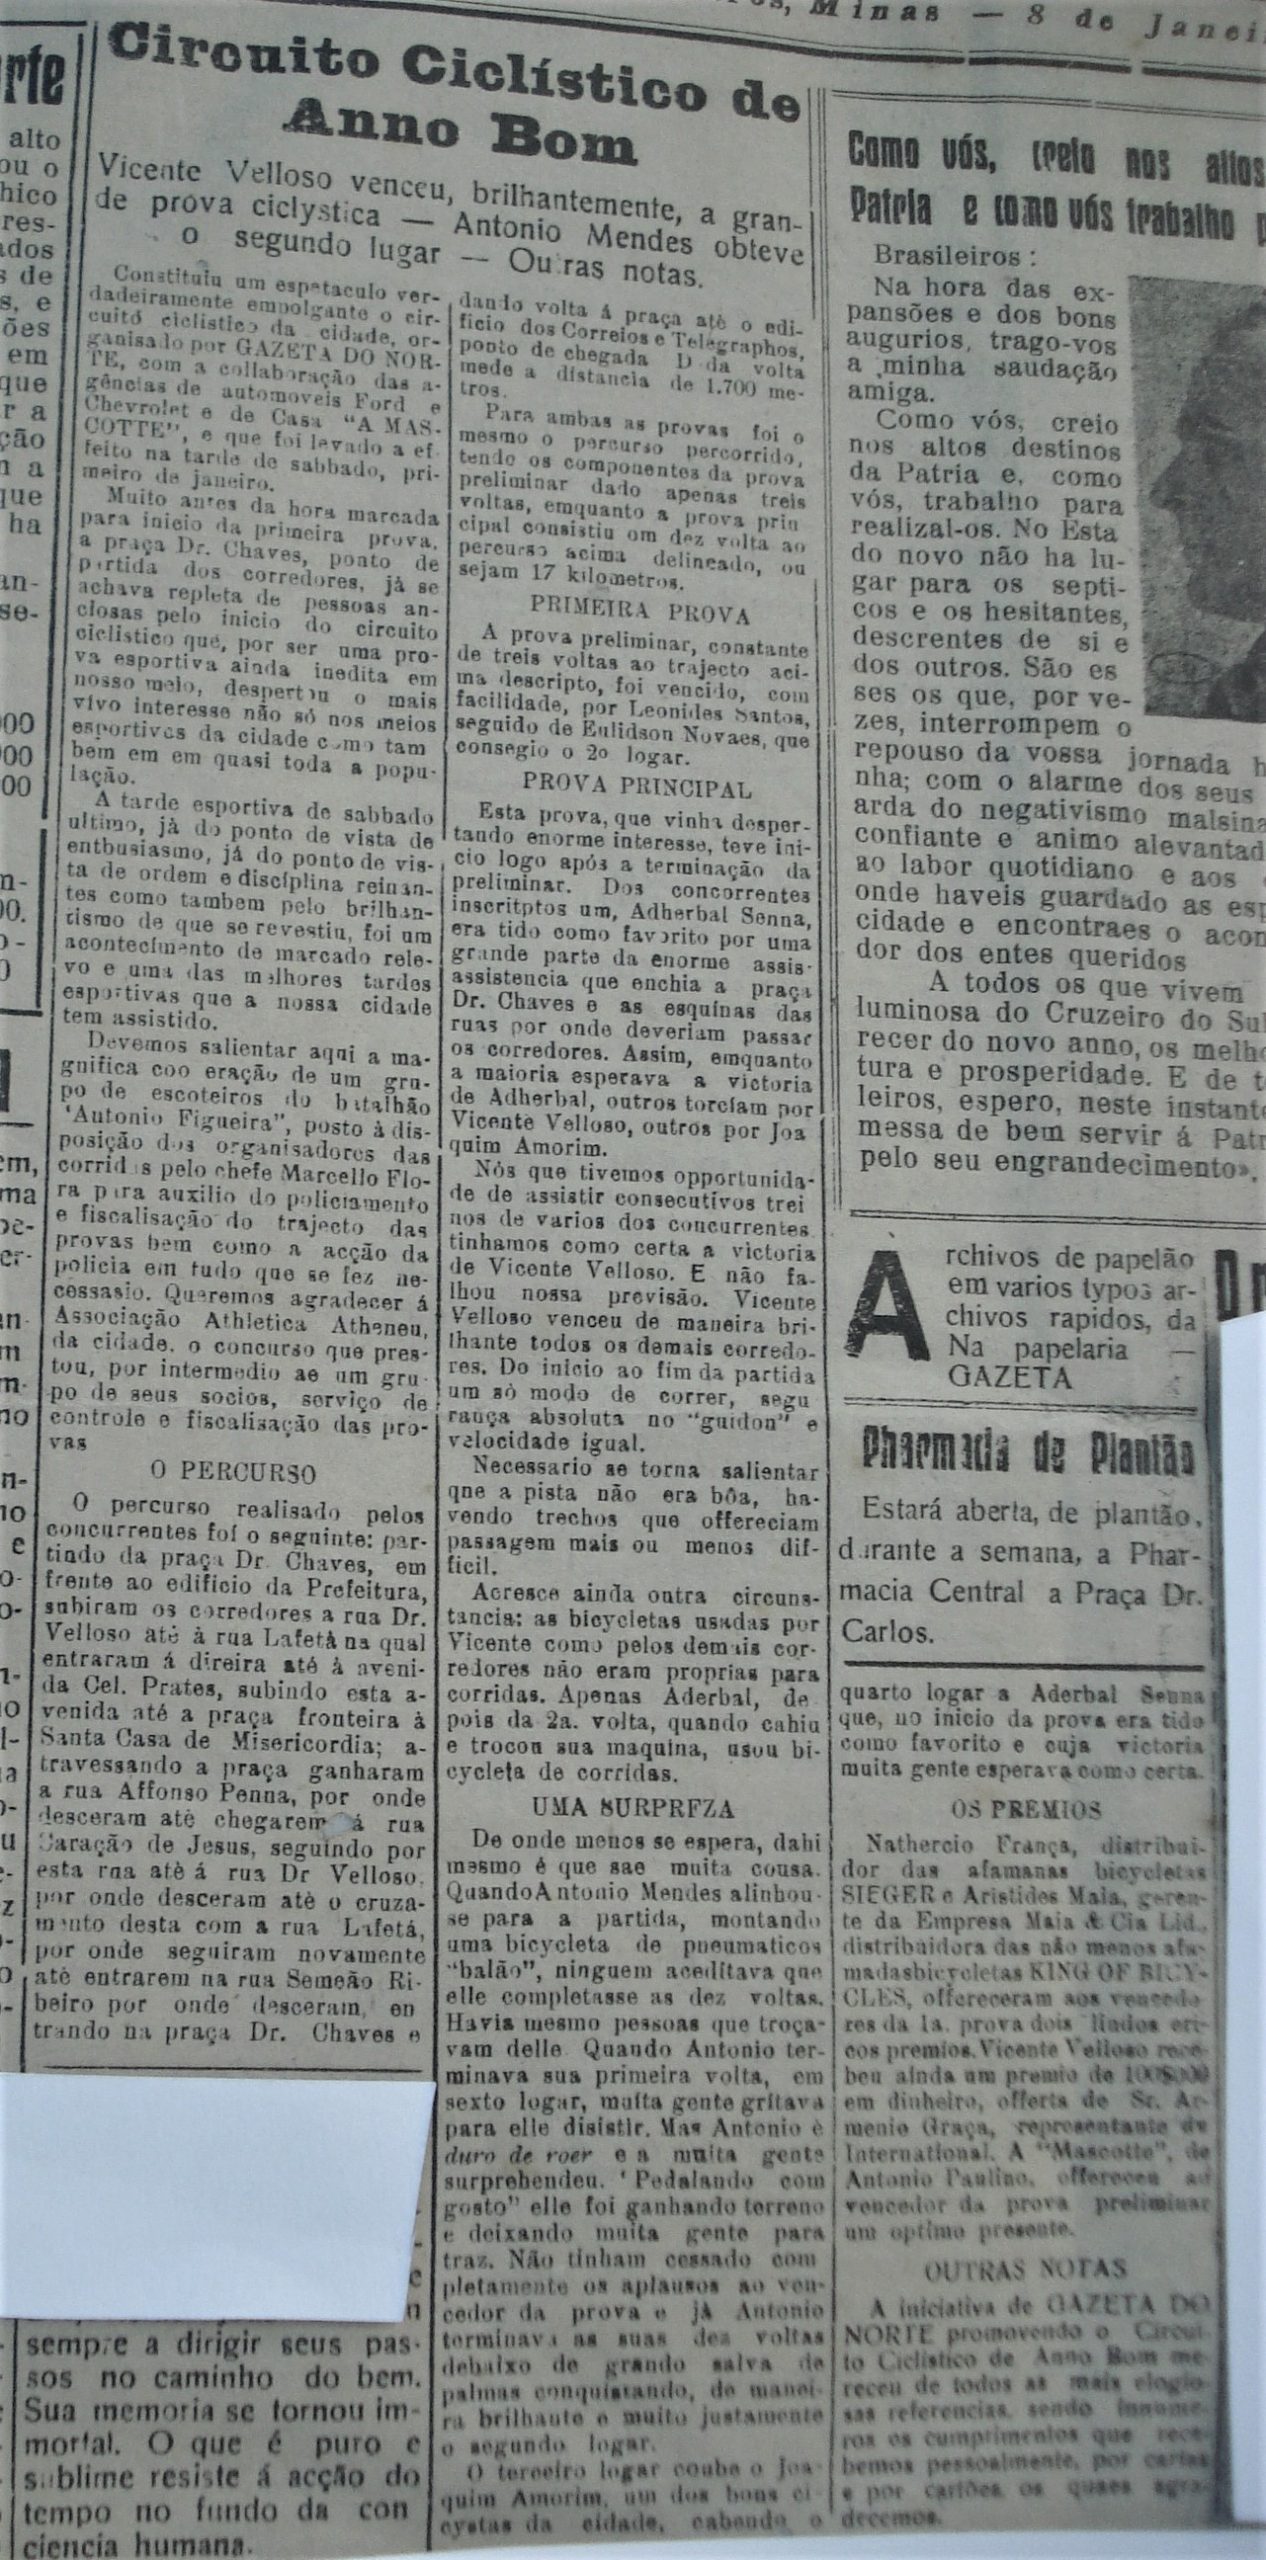 Minas — 8 de Janei
Circuito Ciclístico de
Anno Bom
Vicente Velloso venceu, brilhantemente, a gran-
de prova ciclystica — Antonio Mendes obteve
o segundo lugar — Ou ras notas.
Constituiu um espetaculo ver-
dadeiramente empolgante o cir-
cuito ciclistico da cidade, or-
ganisado por GAZETA DO NOR-
TE, com a collaboração das a-
gências de automoveis Ford e
Chevrolet e de Casa "A MAS-
COTTE", e que foi levado a ef
feito na tarde de sabbado, pri-
meiro de janeiro.
Muito antes da hora marcada
para inicio da primeira prova,
a praça Dr. Chaves, ponto de
partida dos corredores, já se
achava repleta de pessoas an-
ciosas pelo inicio do circuito
ciclistico que, por ser uma pro-
va esportiva ainda inedita em
nosso meio, despertou o mais
vivo interesse não só nos meios
esportivos da cidade como tam
bem em em quasi toda a popu-
lação.
A tarde esportiva de sabbado
ultimo, já do ponto de vista de
enthusiasmo, já do ponto de vis-
ta de ordem e disciplina reinan-
tes como tambem pelo brilhan-
tismo de que se revestiu, foi um
acontecimento de marcado rele-
vo e uma das melhores tardes
esportivas que a nossa cidade
tem assistido.
Devemos salientar aqui a ma-
gnifica coo eração de um gru-
po de escoteiros do batalhão
'Antonio Figueira", posto à dis-
posição dos organisadores das
corridas pelo chefe Marcello Flo-
ra para auxilio do policiamento
e fiscalisação do trajecto das
provas bem como a acção da
policia em tudo que se fez ne-
cessasio. Queremos agradecer á
Associação Athletica Atheneu,
da cidade. o concurso que pres-
tou, por intermedio ae um gru-
po de seus socios, serviço de
controle e fiscalisação das pro-
vas
O PERCURSO
O percurso realisado pelos
concurrentes foi o seguinte: par-
tindo da praça Dr. Chaves, em
frente ao edificio da Prefeitura,
subiram os corredores a rua Dr.
Velloso até à rua Lafetá na qual
entraram á direira até à aveni-
da Cel. Prates, subindo esta a-
venida até a praça fronteira à
Santa Casa de Misericordia; a-
travessando a praça ganharam
a rua Affonso Penna, por onde
desceram até chegarem á rua
Caração de Jesus, seguindo por
esta rua até á rua Dr Velloso,
por onde desceram até o cruza-
mento desta com a rua Lafetá,
por onde seguiram novamente
até entrarem na rua Semeão Ri-
beiro por onde desceram, en
trando na praça Dr. Chaves e
dando volta á praça até o edi-
ficio dos Correios e Telegraphos,
ponto de chegada D da volta
mede a distancia de 1.700 me-
tros.
Para ambas as provas foi o
mesmo o percurso percorrido,
tendo os componentes da prova
preliminar dado apenas treis
voltas, emquanto a prova prin
cipal consistiu om dez volta ao
percurso acima delineado, ou
sejam 17 kilometros.
PRIMEIRA PROVA
A prova preliminar, constante
de treis voltas ao trajecto aci-
ma descripto, foi vencido, com
facilidade, por Leonides Santos,
seguido de Eulidson Novaes, que
consegio o 2o logar.
PROVA PRINCIPAL
Esta prova, que vinha desper-
tando enorme interesse, teve ini-
cio logo após a terminação da
preliminar. Dos concorrentes
inscritptos um, Adherbal Senna,
era tido como favorito por uma
grande parte da enorme assis-
assistencia que enchia a praça
Dr. Chaves e as esquinas das
ruas por onde deveriam passar
os corredores. Assim, emquanto
a maioria esperava a victoria
de Adherbal, outros torciam por
Vicente Velloso, outros por Joa
quim Amorim.
Nós que tivemos opportunida-
de de assistir consecutivos trei
nos de varios dos concurrentes
tinhamos como certa a victoria
de Vicente Velloso. E não fa-
lhou nossa previsão. Vicente
Velloso venceu de maneira bri-
lhante todos os demais corredo-
res. Do inicio ao fim da partida
um só modo de correr, segu
rança absoluta no "guidon" e
velocidade igual.
Necessario se torna salientar
que a pista não era bôa, ha-
vendo trechos que offereciam
passagem mais ou menos dif-
ficil.
Acresce ainda outra circuns-
tancia: as bicycletas usadas por
Vicente como pelos demais cor-
redores não eram proprias para
corridas. Apenas Aderbal, de
pois da 2a. volta, quando cahiu
e trocou sua maquina, usou bi-
cycleta de corridas.
UMA SURPREZA
De onde menos se espera, dahi
mesmo é que sae muita cousa.
Quando Antonio Mendes alinhou-
se para a partida, montando
uma bicycleta de pneumaticos
"balão", ninguem aceditava que
elle completasse as dez voltas.
Havia mesmo pessoas que troça-
vam delle Quando Antonio ter-
minava sua primeira volta, em
sexto logar, muita gente gritava
para elle disistir. Mas Antonio é
duro de roer e a muita gente
surprehendeu. 'Pedalando com
gosto" elle foi ganhando terreno
e deixando muita gente para
traz. Não tinham cessado com
pletamente os aplausos ao ven-
cedor da prova e já Antonio
terminava as suas dez voltas
debaixo de grande salva de
palmas conquistando, de manei-
ra brilhante e muito justamente
o segundo logar.
O terceiro logar coube o Joa-
quim Amorim, um dos bons ci-
cystas da cidade, cabendo o
quarto logar a Aderbal Senna
que, no inicio da prova era tido
como favorito e cuja victoria
muita gente esperava como certa.
OS PREMIOS
Nathercio França, distribui-
dor das afamanas bicycletas
SIEGER e Aristides Maia, geren-
te da Empresa Maia & Cia Ltd.,
distribuidora das não menos afa-
madasbicycletas KING OF BICY-
CLES, offereceram aos vencedo
res da 1a. prova dois lindos eri-
cos premios. Vicente Velloso rece-
beu ainda um premio de 100$000
em dinheiro, offerta de Sr. Ar-
menio Graça, representante da
International. A "Mascotte", de
Antonio Paulino, offereceu ao
vencedor da prova preliminar
um optimo presente.
OUTRAS NOTAS
A iniciativa de GAZETA DO
NORTE promovendo o Circui-
to Ciclistico de Anno Bom me-
receu de todos as mais elogio-
sas referencias, sendo innume-
ros os cumprimentos que rece-
bemos pessoalmente, por cartas
e por cartões os quaes agra-
decemos.
Como vós, creio nos altos
Patria e como vós trabalho p
Brasileiros:
Na hora das ex-
pansões e dos bons
augurios, trago-vos
a minha saudação
amiga.
Como vós, creio
nos altos destinos
da Patria e, como
vós, trabalho para
realizal-os. No Esta
do novo não ha lu-
gar para os septi-
cos e os hesitantes,
descrentes de si e
dos outros. São es
ses os que, por ve-
zes, interrompem o
repouso da vossa jornada h
nha; com o alarme dos seus
arda do negativismo malsina
confiante e animo alevantad
ao labor quotidiano e aos
onde haveis guardado as esp
cidade e encontraes o acon
dor dos entes queridos
A todos os que vivem
luminosa do Cruzeiro do Sul
recer do novo anno, os melho
tura e prosperidade. E de t
leiros, espero, neste instant
messa de bem servir á Patr
pelo seu engrandecimento».
Archivos de papelão
em varios typos ar-
chivos rapidos, da
Na papelaria —
GAZETA
Pharmacia de Plantão
Estará aberta, de plantão,
durante a semana, a Phar-
macia Central a Praça Dr.
Carlos.
sempre a dirigir seus pas-
sos no caminho do bem.
Sua memoria se tornou im-
mortal. O que é puro e
sublime resiste á acção do
tempo no fundo da con
ciencia humana.